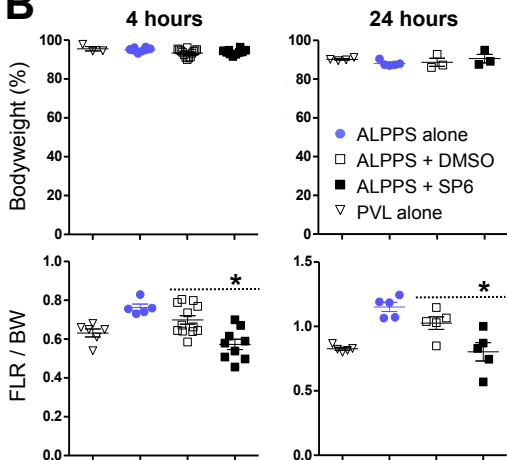 B
4 hours
24 hours
Bodyweight (%)
100
80
60
40
20
0
100
80
60
40
20
0
ALPPS alone
ALPPS + DMSO
ALPPS + SP6
PVL alone
FLR / BW
1.0
0.8
0.6
0.4
0.2
0.0
*
1.5
1.0
0.5
0.0
*